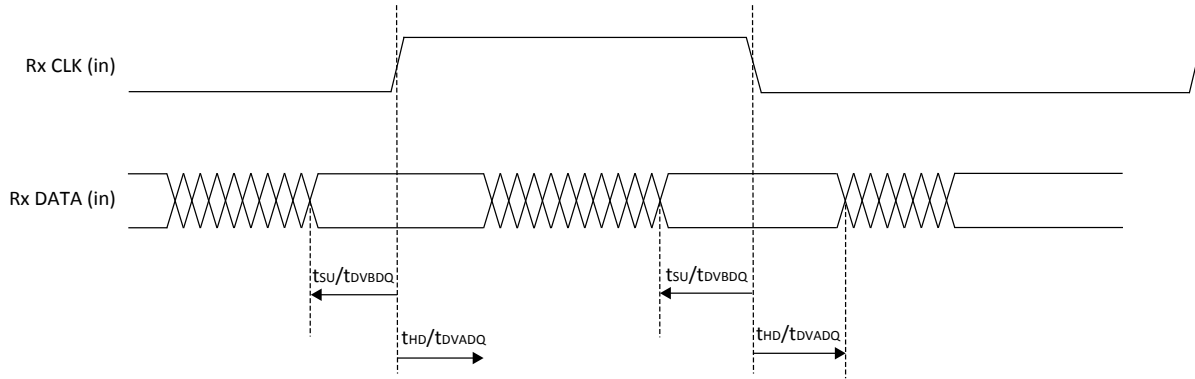 Rx CLK (in)
Rx DATA (in)
tSU/tDVBDQ
tSU/tDVBDQ
tHD/tDVADQ
tHD/tDVADQ